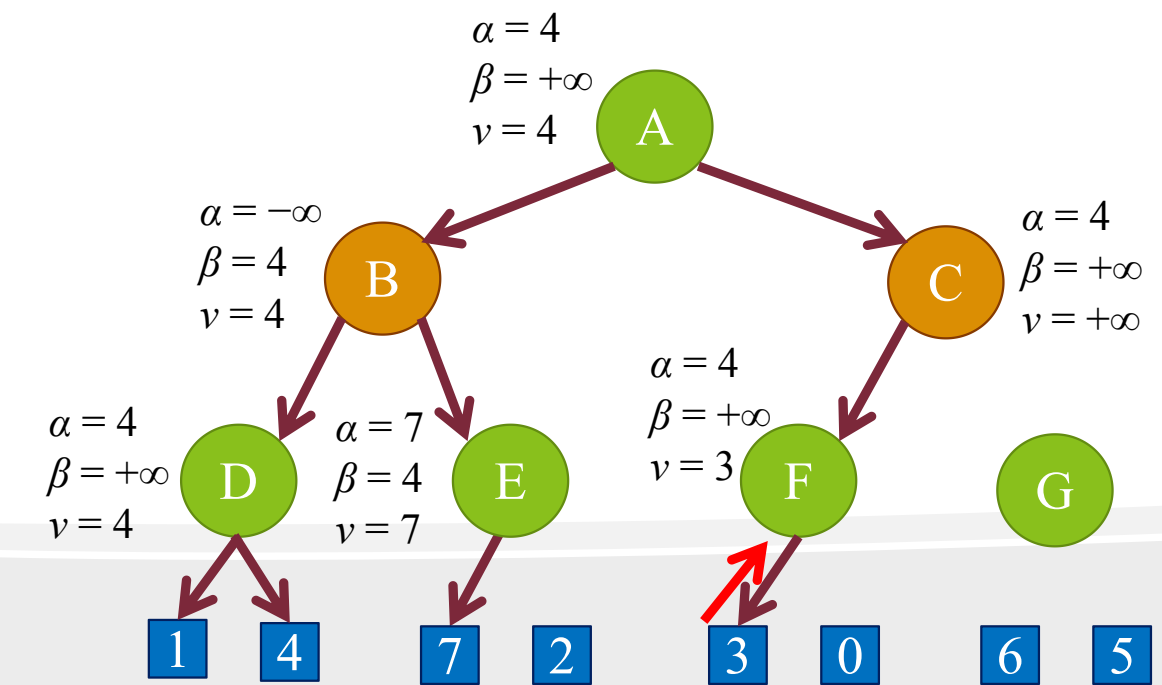 α = 4
β = +∞
v = 4
A
α = −∞
β = 4
v = 4
B
α = 4
β = +∞
v = +∞
C
α = 4
β = +∞
v = 4
D
α = 7
β = 4
v = 7
E
α = 4
β = +∞
v = 3
F
G
1 4 7 2 3 0 6 5